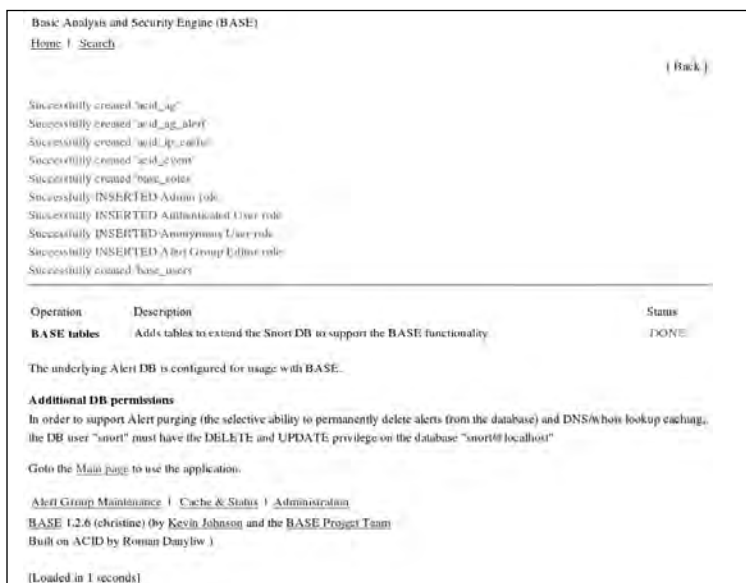 Basic Analysis and Security Engine (BASE)
Home | Search
[ Back ]
Successfully created 'acid_ag'
Successfully created 'acid_ag_alert'
Successfully created 'acid_ip_cache'
Successfully created 'acid_event'
Successfully created 'base_roles'
Successfully INSERTED Admin role
Successfully INSERTED Authenticated User role
Successfully INSERTED Anonymous User role
Successfully INSERTED Alert Group Editor role
Successfully created 'base_users'
Operation Description Status
BASE tables Adds tables to extend the Snort DB to support the BASE functionality DONE
The underlying Alert DB is configured for usage with BASE.
Additional DB permissions
In order to support Alert purging (the selective ability to permanently delete alerts from the database) and DNS/whois lookup caching,
the DB user "snort" must have the DELETE and UPDATE privilege on the database "snort@localhost"
Goto the Main page to use the application.
Alert Group Maintenance | Cache & Status | Administration
BASE 1.2.6 (christine) (by Kevin Johnson and the BASE Project Team
Built on ACID by Roman Danyliw )
[Loaded in 1 seconds]